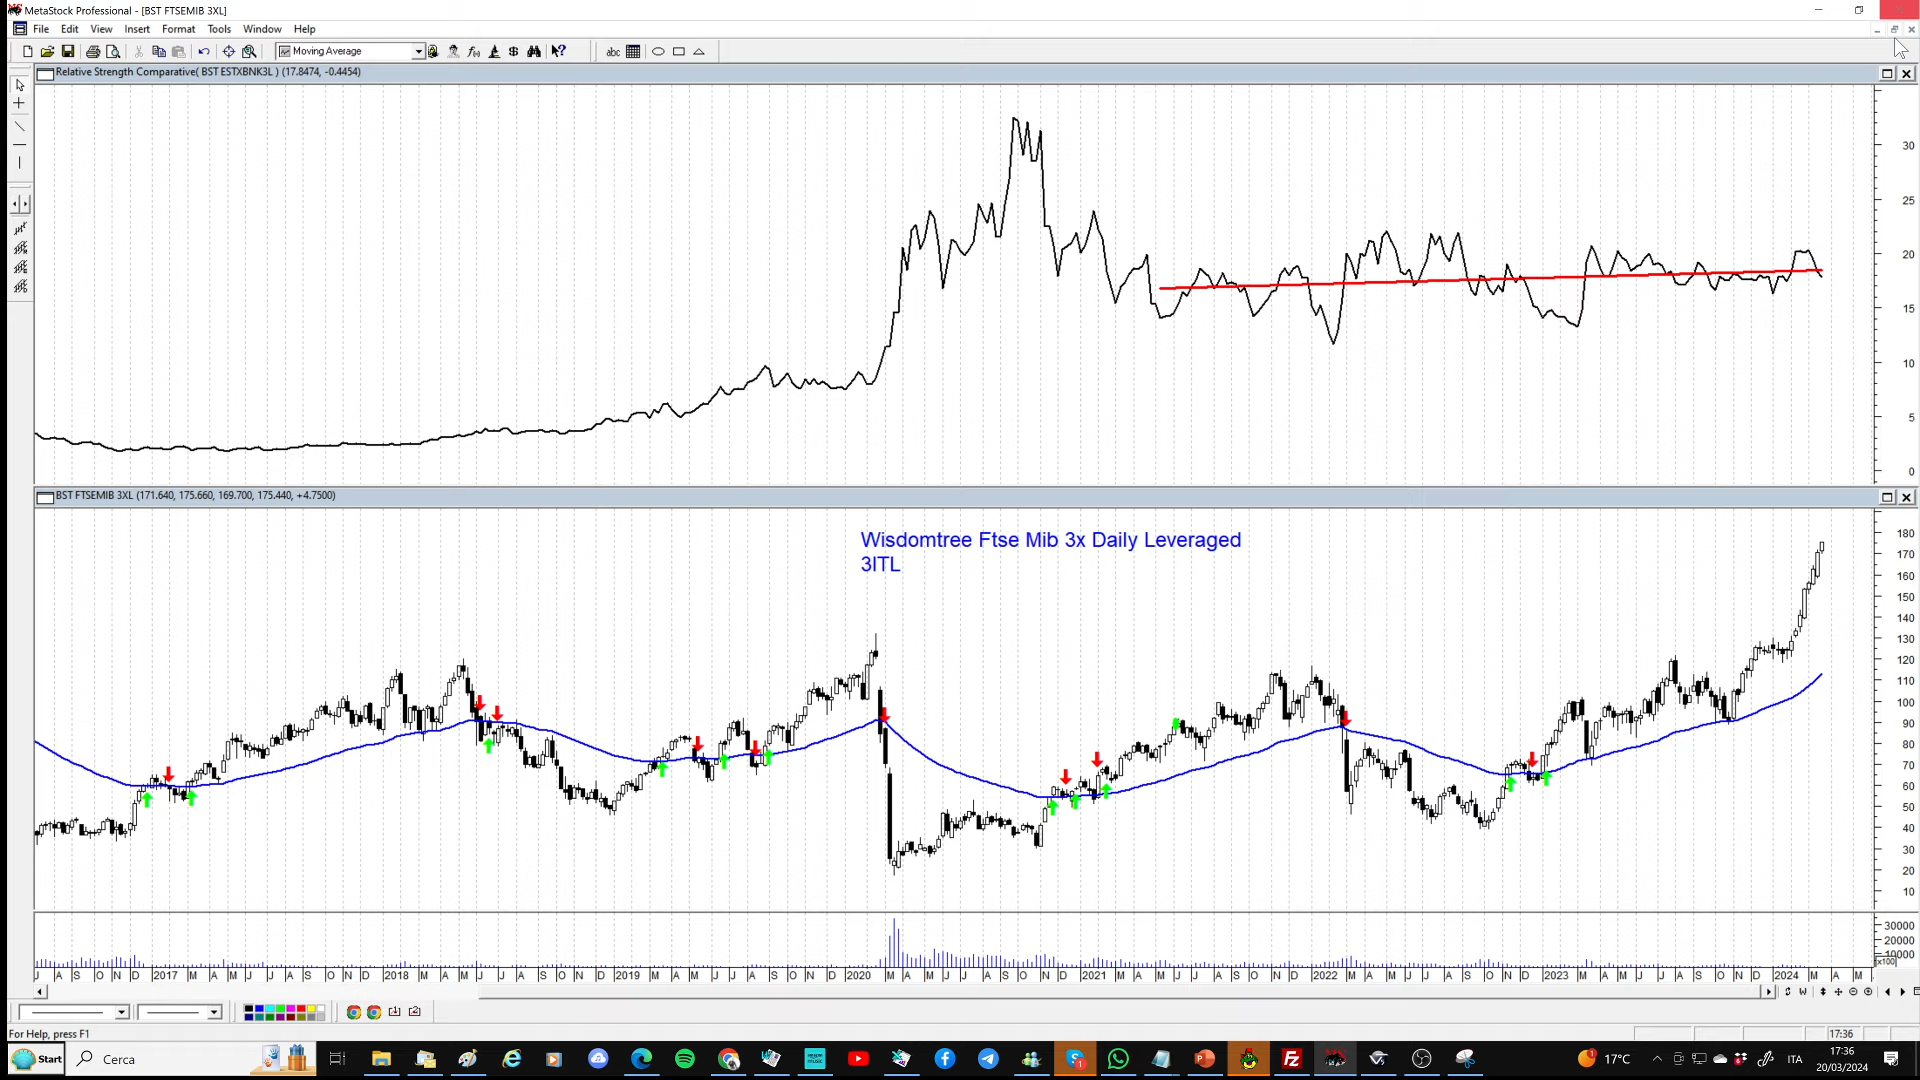 MetaStock Professional - [BST FTSEMIB 3XL]
File Edit View Insert Format Tools Window Help
Moving Average
abc
Relative Strength Comparative( BST ESTXBNK3L ) (17.8474, -0.4454)
30
25
20
15
10
5
0
BST FTSEMIB 3XL (171.640, 175.660, 169.700, 175.440, +4.7500)
Wisdomtree Ftse Mib 3x Daily Leveraged
3ITL
180
170
160
150
140
130
120
110
100
90
80
70
60
50
40
30
20
10
30000
20000
10000
x100
J A S O N D 2017 M A M J J A S O N D 2018 M A M J J A S O N D 2019 M A M J J A S O N D 2020 M A M J J A S O N D 2021 M A M J J A S O N D 2022 M A M J J A S O N D 2023 M A M J J A S O N D 2024 M A M
For Help, press F1
17:36
Start
Cerca
17°C
ITA
17:36
20/03/2024